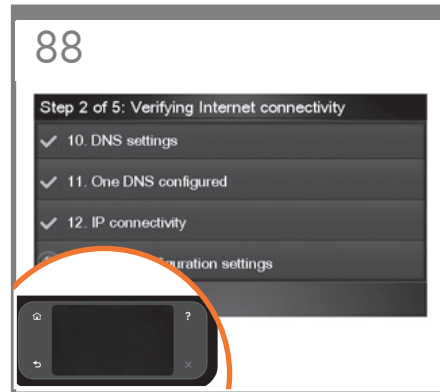 88
Step 2 of 5: Verifying Internet connectivity
10. DNS settings
11. One DNS configured
12. IP connectivity
settings
?